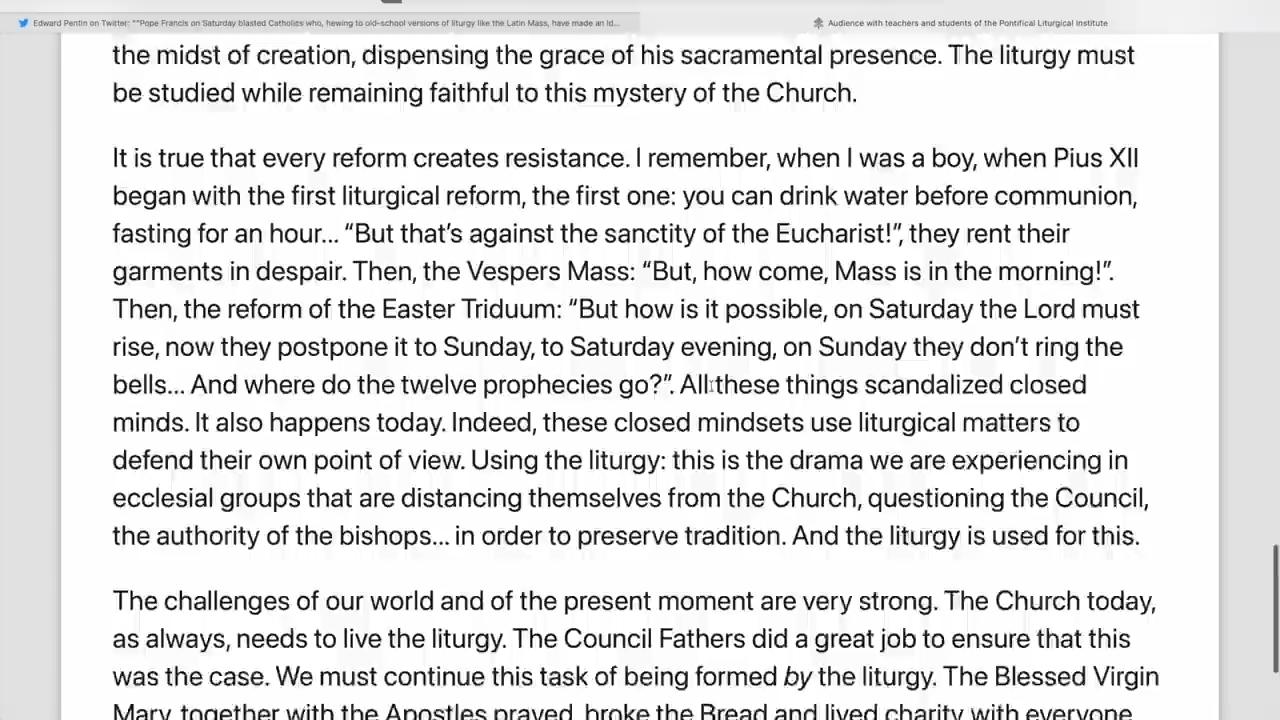 Edward Pentin on Twitter: ""Pope Francis on Saturday blasted Catholics who, hewing to old-school versions of liturgy like the Latin Mass, have made an id...
Audience with teachers and students of the Pontifical Liturgical Institute
the midst of creation, dispensing the grace of his sacramental presence. The liturgy must
be studied while remaining faithful to this mystery of the Church.
It is true that every reform creates resistance. I remember, when I was a boy, when Pius XII
began with the first liturgical reform, the first one: you can drink water before communion,
fasting for an hour... “But that’s against the sanctity of the Eucharist!”, they rent their
garments in despair. Then, the Vespers Mass: “But, how come, Mass is in the morning!”.
Then, the reform of the Easter Triduum: “But how is it possible, on Saturday the Lord must
rise, now they postpone it to Sunday, to Saturday evening, on Sunday they don’t ring the
bells... And where do the twelve prophecies go?”. All these things scandalized closed
minds. It also happens today. Indeed, these closed mindsets use liturgical matters to
defend their own point of view. Using the liturgy: this is the drama we are experiencing in
ecclesial groups that are distancing themselves from the Church, questioning the Council,
the authority of the bishops... in order to preserve tradition. And the liturgy is used for this.
The challenges of our world and of the present moment are very strong. The Church today,
as always, needs to live the liturgy. The Council Fathers did a great job to ensure that this
was the case. We must continue this task of being formed by the liturgy. The Blessed Virgin
Mary, together with the Apostles prayed, broke the Bread and lived charity with everyone